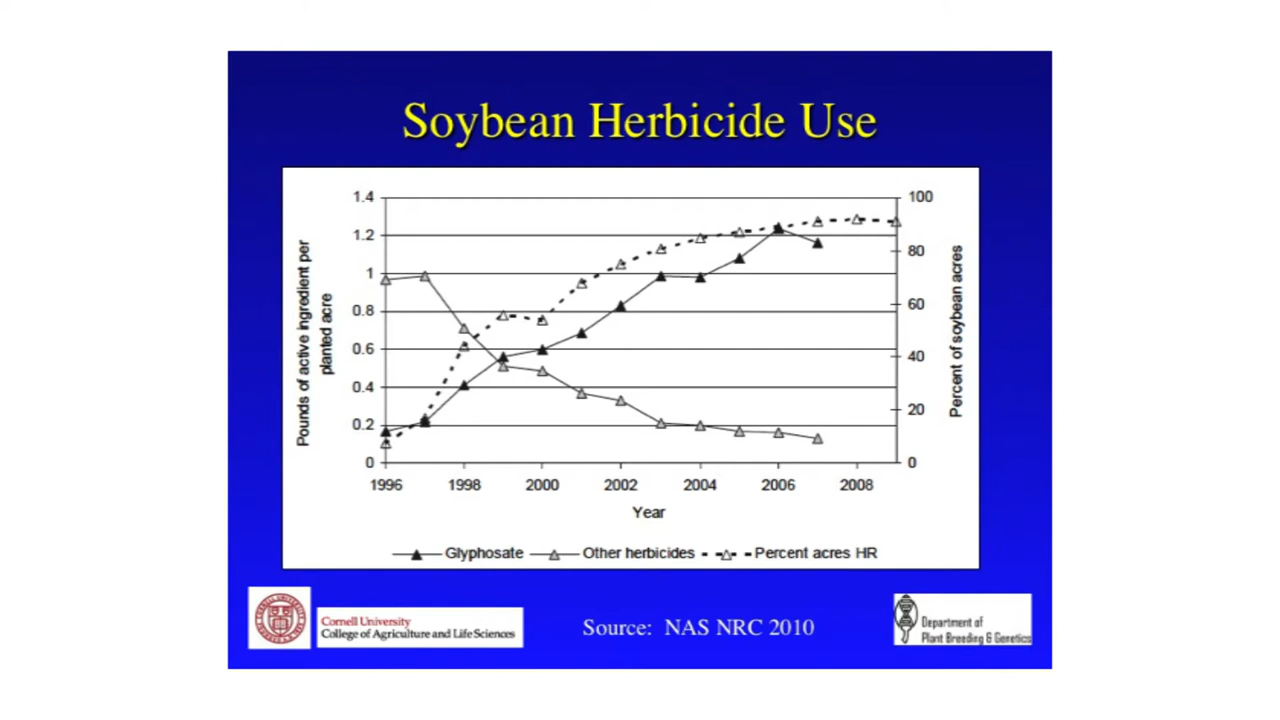 Soybean Herbicide Use
1.4
1.2
1
0.8
0.6
0.4
0.2
0
Pounds of active ingredient per
planted acre
100
80
60
40
20
0
Percent of soybean acres
1996 1998 2000 2002 2004 2006 2008
Year
Glyphosate Other herbicides Percent acres HR
Cornell University
College of Agriculture and Life Sciences
Source: NAS NRC 2010
Department of
Plant Breeding & Genetics